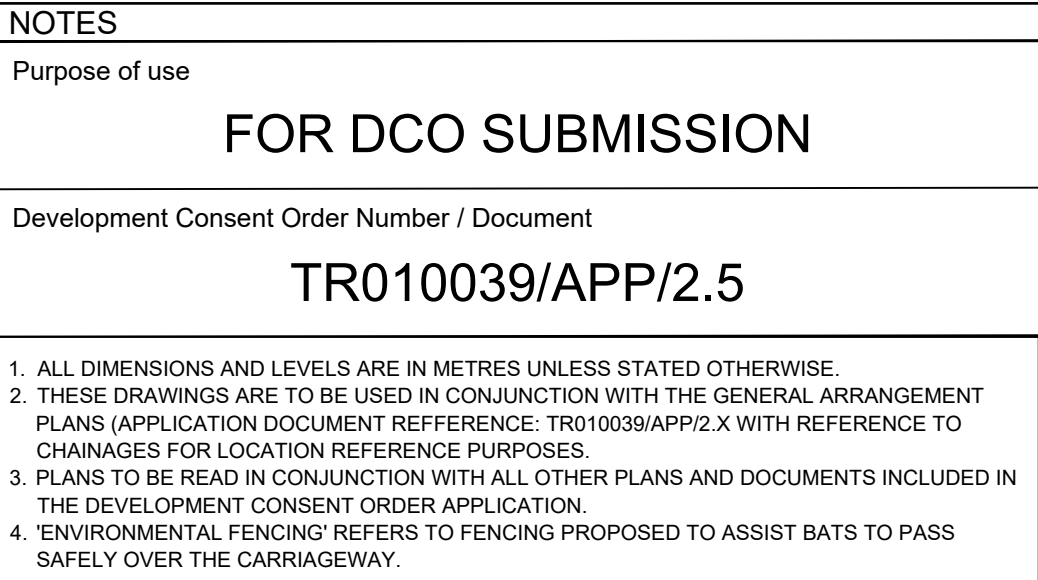 NOTES
Purpose of use
FOR DCO SUBMISSION
Development Consent Order Number / Document
TR010039/APP/2.5
1. ALL DIMENSIONS AND LEVELS ARE IN METRES UNLESS STATED OTHERWISE.
2. THESE DRAWINGS ARE TO BE USED IN CONJUNCTION WITH THE GENERAL ARRANGEMENT
PLANS (APPLICATION DOCUMENT REFFERENCE: TR010039/APP/2.X WITH REFERENCE TO
CHAINAGES FOR LOCATION REFERENCE PURPOSES.
3. PLANS TO BE READ IN CONJUNCTION WITH ALL OTHER PLANS AND DOCUMENTS INCLUDED IN
THE DEVELOPMENT CONSENT ORDER APPLICATION.
4. 'ENVIRONMENTAL FENCING' REFERS TO FENCING PROPOSED TO ASSIST BATS TO PASS
SAFELY OVER THE CARRIAGEWAY.